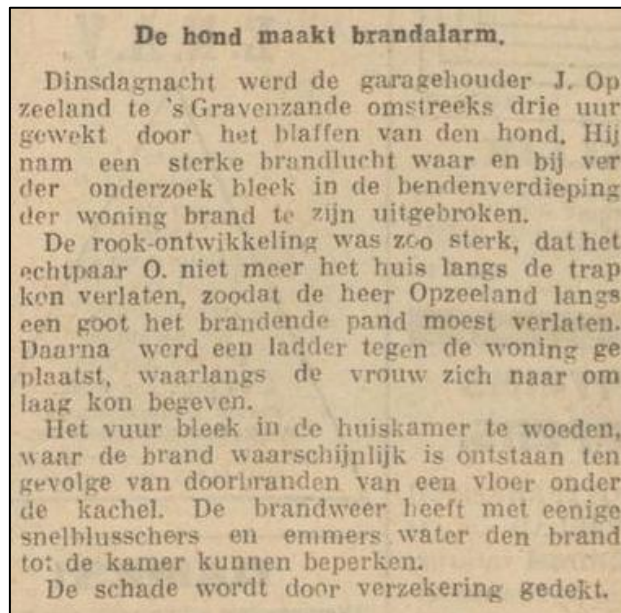 De hond maakt brandalarm.
Dinsdagnacht werd de garagehouder J. Op
zeeland te 's Gravenzande omstreeks drie uur
gewekt door het blaffen van den hond. Hij
nam een sterke brandlucht waar en bij ver
der onderzoek bleek in de bendenverdieping
der woning brand te zijn uitgebroken.
De rook-ontwikkeling was zoo sterk, dat het
echtpaar O. niet meer het huis langs de trap
kon verlaten, zoodat de heer Opzeeland langs
een goot het brandende pand moest verlaten.
Daarna werd een ladder tegen de woning ge
plaatst, waarlangs de vrouw zich naar om
laag kon begeven.
Het vuur bleek in de huiskamer te woeden,
waar de brand waarschijnlijk is ontstaan ten
gevolge van doorbranden van een vloer onder
de kachel. De brandweer heeft met eenige
snelblusschers en emmers water den brand
tot de kamer kunnen beperken.
De schade wordt door verzekering gedekt.